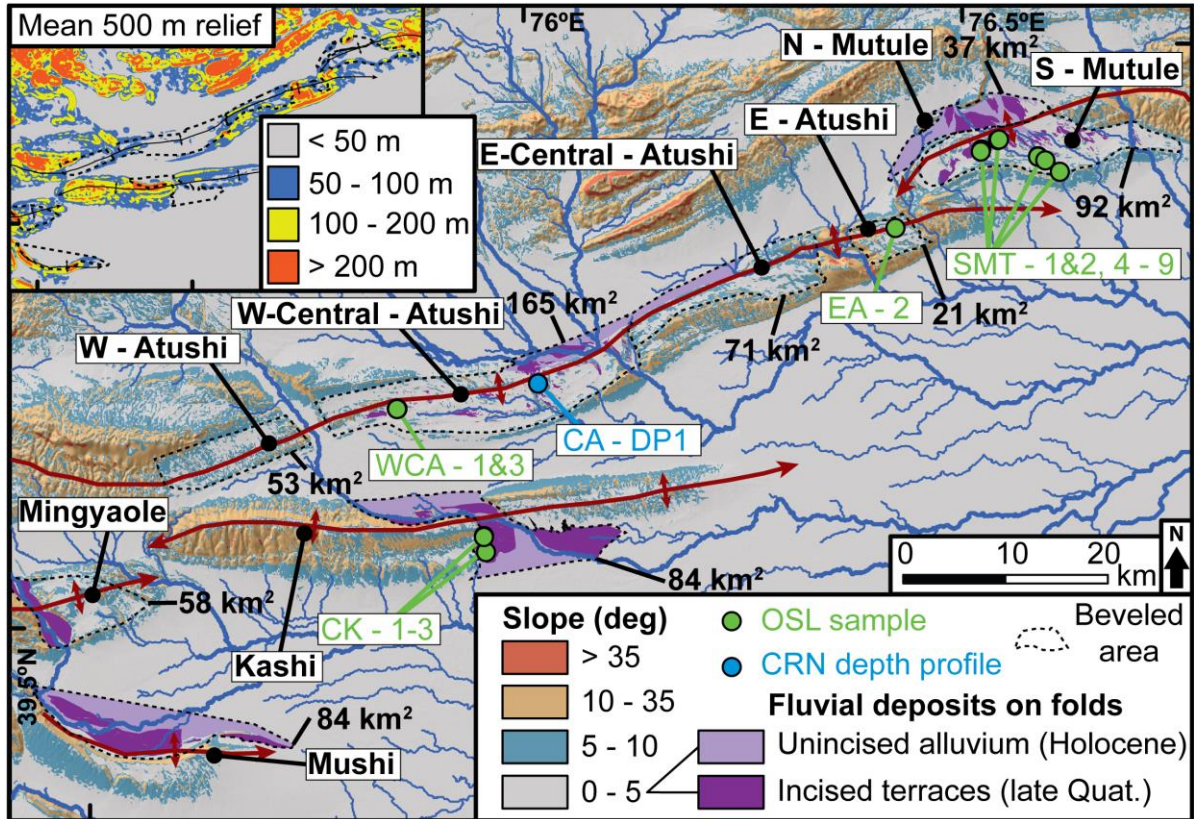 Mean 500 m relief
< 50 m
50 - 100 m
100 - 200 m
> 200 m
76ºE
76.5ºE
N - Mutule
37 km²
S - Mutule
E - Atushi
E-Central - Atushi
92 km²
SMT - 1&2, 4 - 9
EA - 2
21 km²
71 km²
165 km²
W-Central - Atushi
W - Atushi
CA - DP1
WCA - 1&3
53 km²
Mingyaole
58 km²
84 km²
CK - 1-3
Kashi
39.5ºN
84 km²
Mushi
0 10 20
km
N
Slope (deg)
> 35
10 - 35
5 - 10
0 - 5
OSL sample
CRN depth profile
Beveled
area
Fluvial deposits on folds
Unincised alluvium (Holocene)
Incised terraces (late Quat.)